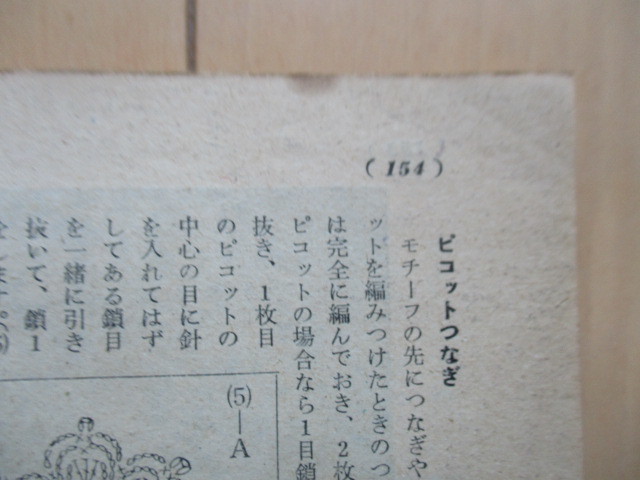 (154)
ピコットつなぎ
モチーフの先につなぎや
ットを編みつけたときのつ
は完全に編んでおき、2枚
ピコットの場合なら1目鎖
抜き、1枚目
のピコットの
中心の目に針
を入れてはず
してある鎖目
を一緒に引き
抜いて、鎖1
をします。(5)
(5)—A